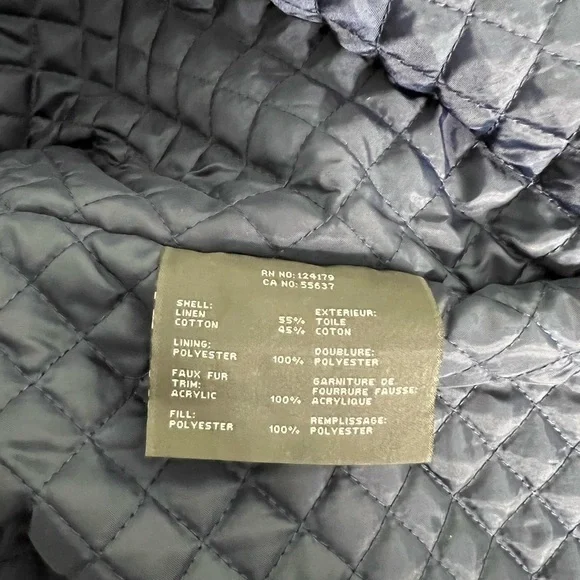 RN NO: 124179
CA NO: 55637
SHELL:
LINEN 55%
COTTON 45%
LINING:
POLYESTER 100%
FAUX FUR
TRIM:
ACRYLIC 100%
FILL:
POLYESTER 100%
EXTERIEUR:
TOILE
COTON
DOUBLURE:
POLYESTER
GARNITURE DE
FOURRURE FAUSSE:
ACRYLIQUE
REMPLISSAGE:
POLYESTER